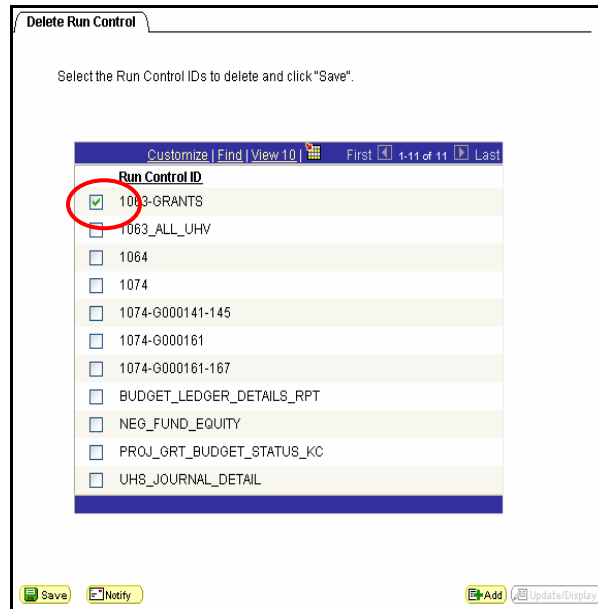 Delete Run Control
Select the Run Control IDs to delete and click "Save".
Customize | Find | View 10 | First 1-11 of 11 Last
Run Control ID
1063-GRANTS
1063_ALL_UHV
1064
1074
1074-G000141-145
1074-G000161
1074-G000161-167
BUDGET_LEDGER_DETAILS_RPT
NEG_FUND_EQUITY
PROJ_GRT_BUDGET_STATUS_KC
UHS_JOURNAL_DETAIL
Save Notify Add Update/Display